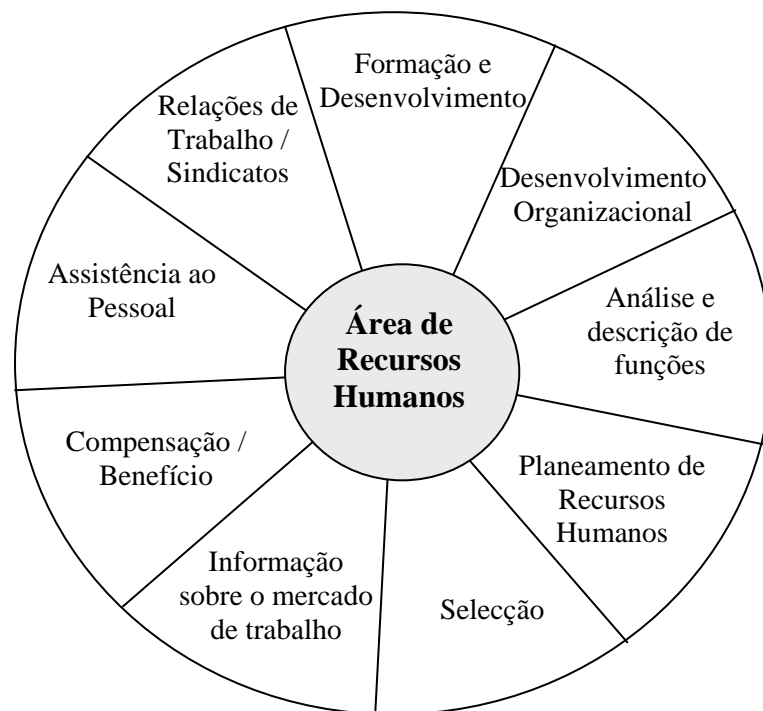 Formação e
Desenvolvimento
Desenvolvimento
Organizacional
Análise e
descrição de
funções
Planeamento de
Recursos
Humanos
Selecção
Informação
sobre o mercado
de trabalho
Compensação /
Benefício
Assistência ao
Pessoal
Relações de
Trabalho /
Sindicatos
Área de
Recursos
Humanos